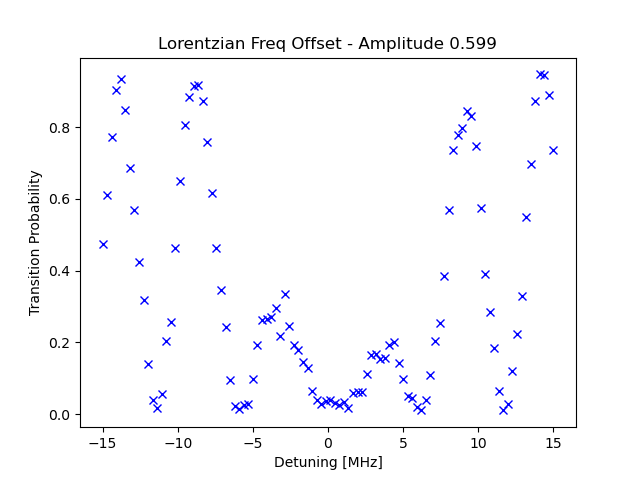 Lorentzian Freq Offset - Amplitude 0.599
Transition Probability
0.8
0.6
0.4
0.2
0.0
−15 −10 −5 0 5 10 15
Detuning [MHz]